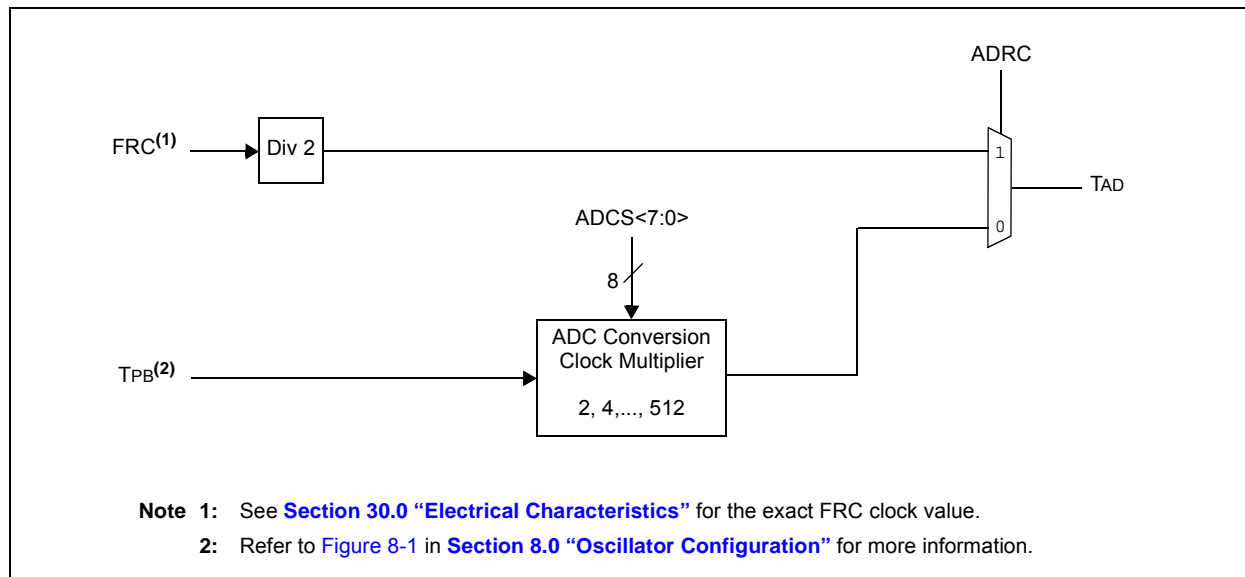 ADRC
FRC(1)
Div 2
1
TAD
ADCS<7:0>
0
8
ADC Conversion
Clock Multiplier
TPB(2)
2, 4,..., 512
Note 1: See Section 30.0 “Electrical Characteristics” for the exact FRC clock value.
2: Refer to Figure 8-1 in Section 8.0 “Oscillator Configuration” for more information.